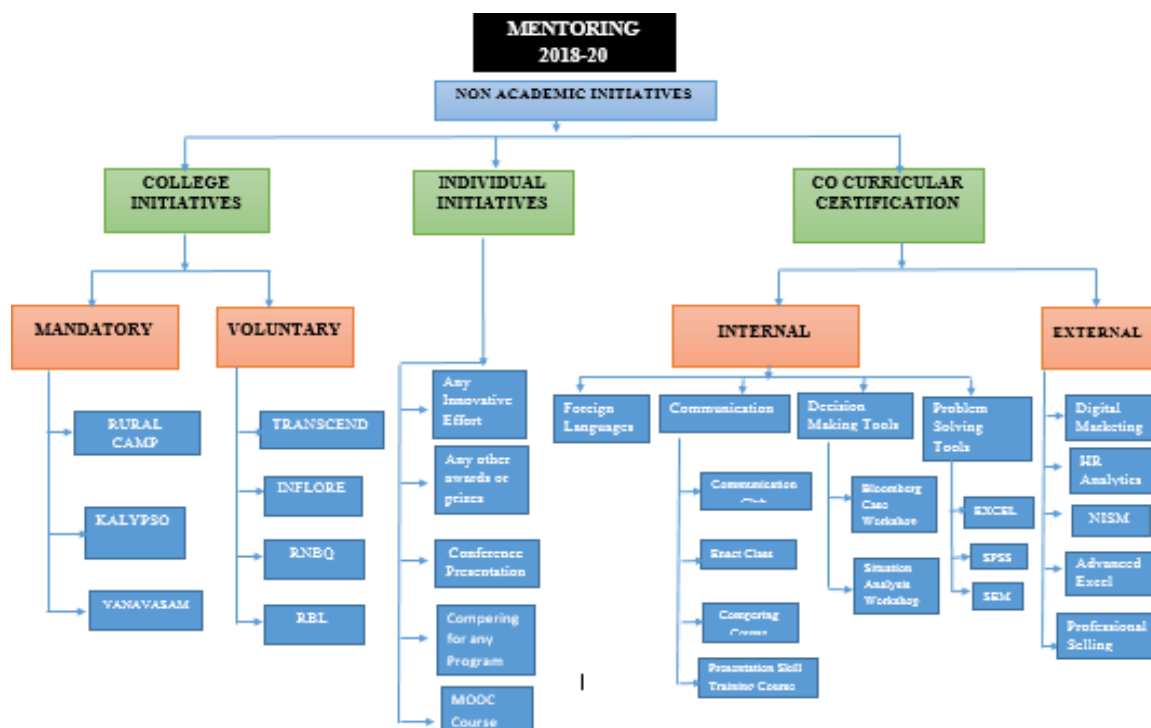 MENTORING
2018-20
NON ACADEMIC INITIATIVES
COLLEGE
INITIATIVES
INDIVIDUAL
INITIATIVES
CO CURRICULAR
CERTIFICATION
MANDATORY
VOLUNTARY
INTERNAL
EXTERNAL
RURAL
CAMP
KALYPSO
VANAVASAM
TRANSCEND
INFLORE
RNBQ
RBL
Any
Innovative
Effort
Any other
awards or
prizes
Conference
Presentation
Compering
for any
Program
MOOC
Course
Foreign
Languages
Communication
Decision
Making Tools
Problem
Solving
Tools
Communication
Enact Class
Compering
Presentation Skill
Training Course
Bloomberg
Case
Workshop
Situation
Analysis
Workshop
EXCEL
SPSS
SEM
Digital
Marketing
HR
Analytics
NISM
Advanced
Excel
Professional
Selling